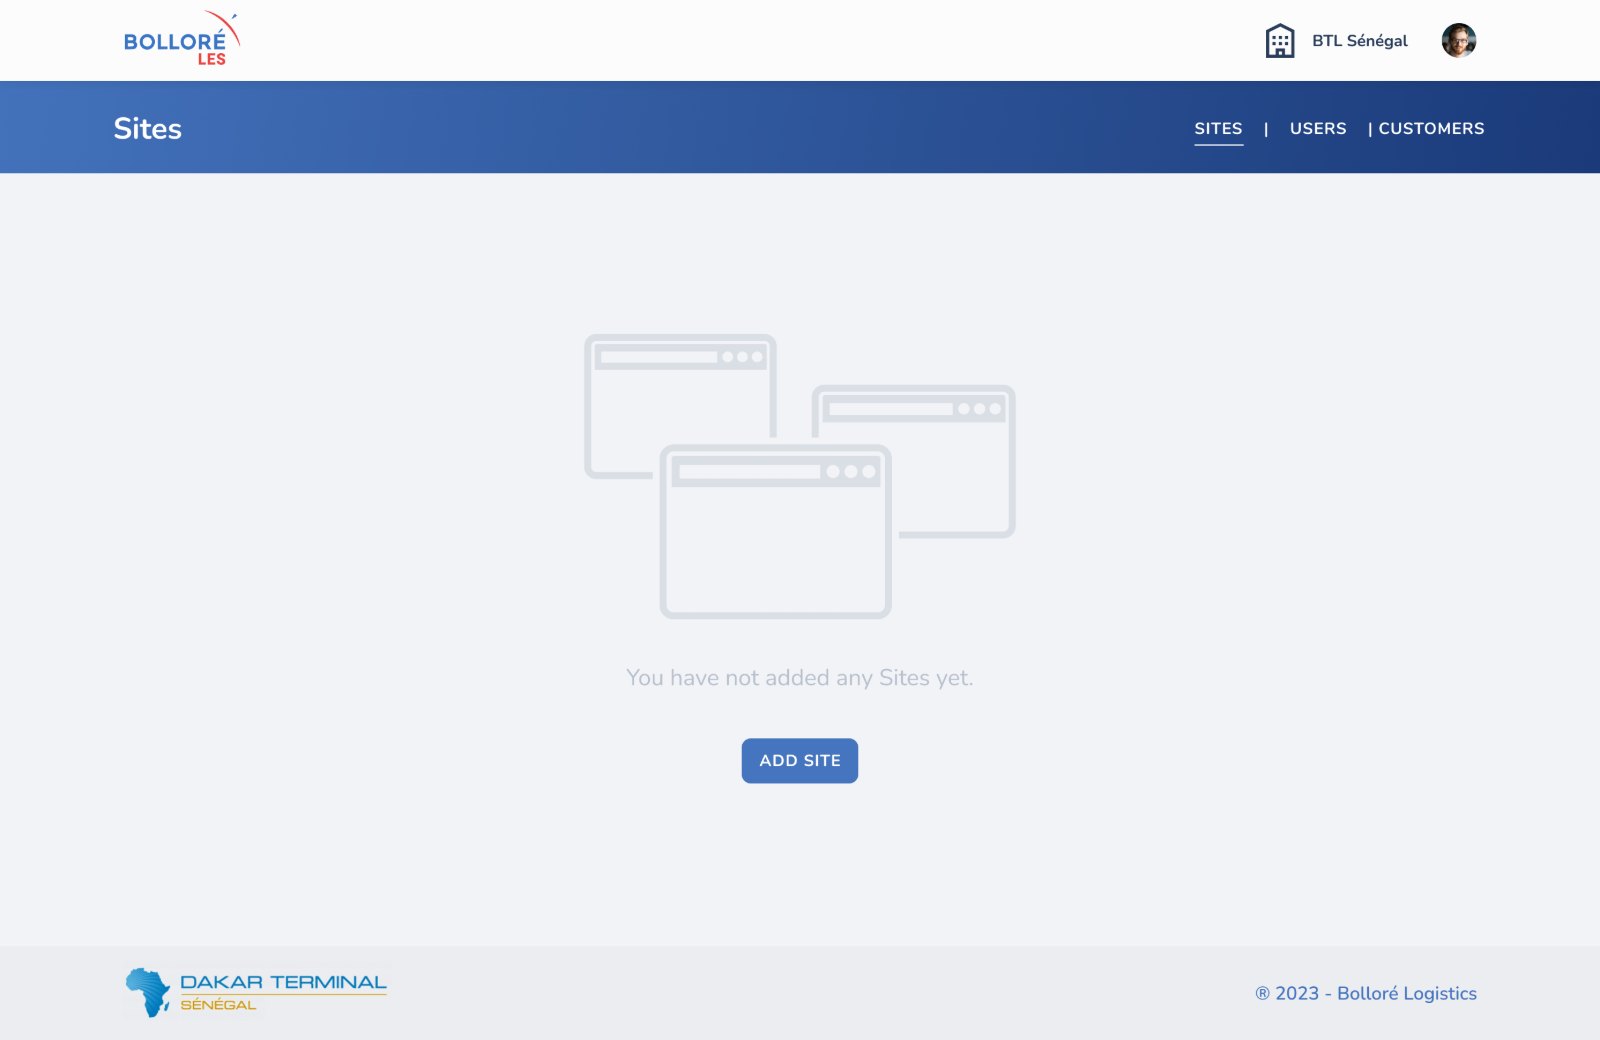 BOLLORÉ
LES
BTL Sénégal
Sites
SITES | USERS | CUSTOMERS
You have not added any Sites yet.
ADD SITE
DAKAR TERMINAL
SÉNÉGAL
® 2023 - Bolloré Logistics